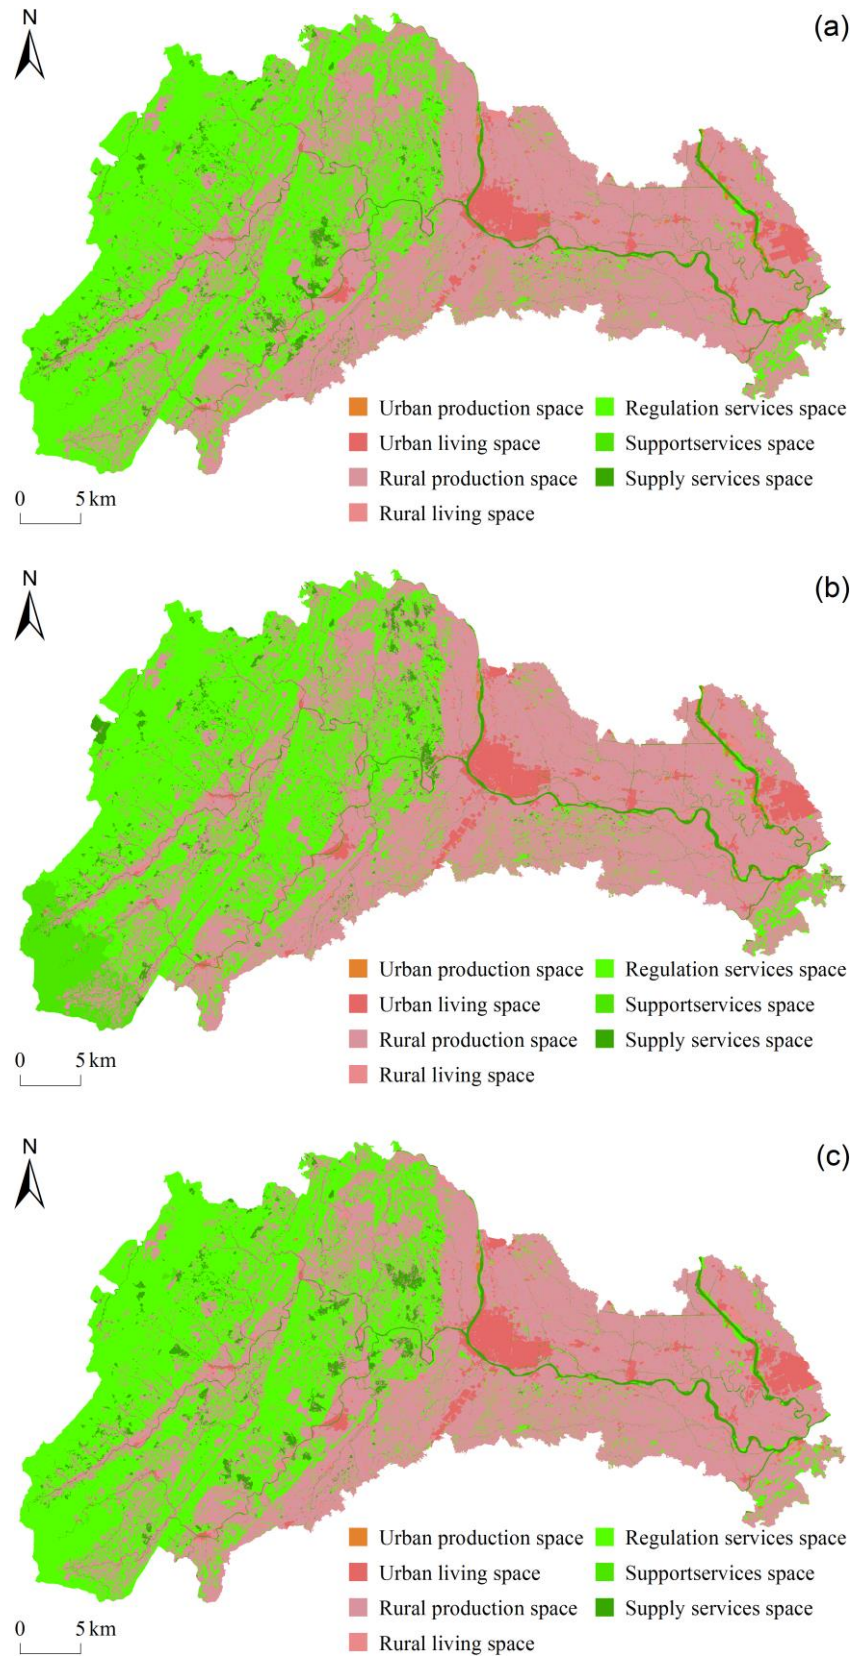 N
(a)
Urban production space
Regulation services space
Urban living space
Supportservices space
Rural production space
Supply services space
Rural living space
0 5 km
N
(b)
Urban production space
Regulation services space
Urban living space
Supportservices space
Rural production space
Supply services space
Rural living space
0 5 km
N
(c)
Urban production space
Regulation services space
Urban living space
Supportservices space
Rural production space
Supply services space
Rural living space
0 5 km